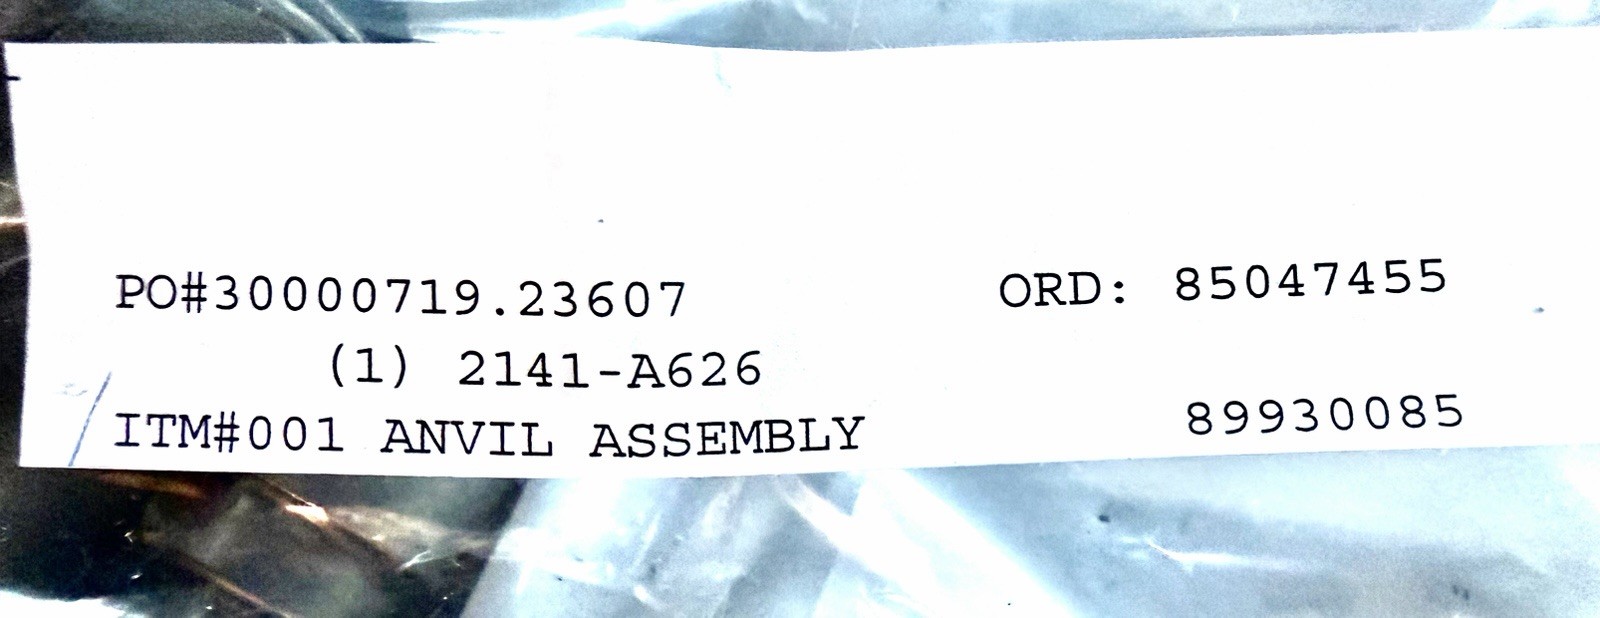 PO#30000719.23607 ORD: 85047455
(1) 2141-A626
ITM#001 ANVIL ASSEMBLY 89930085